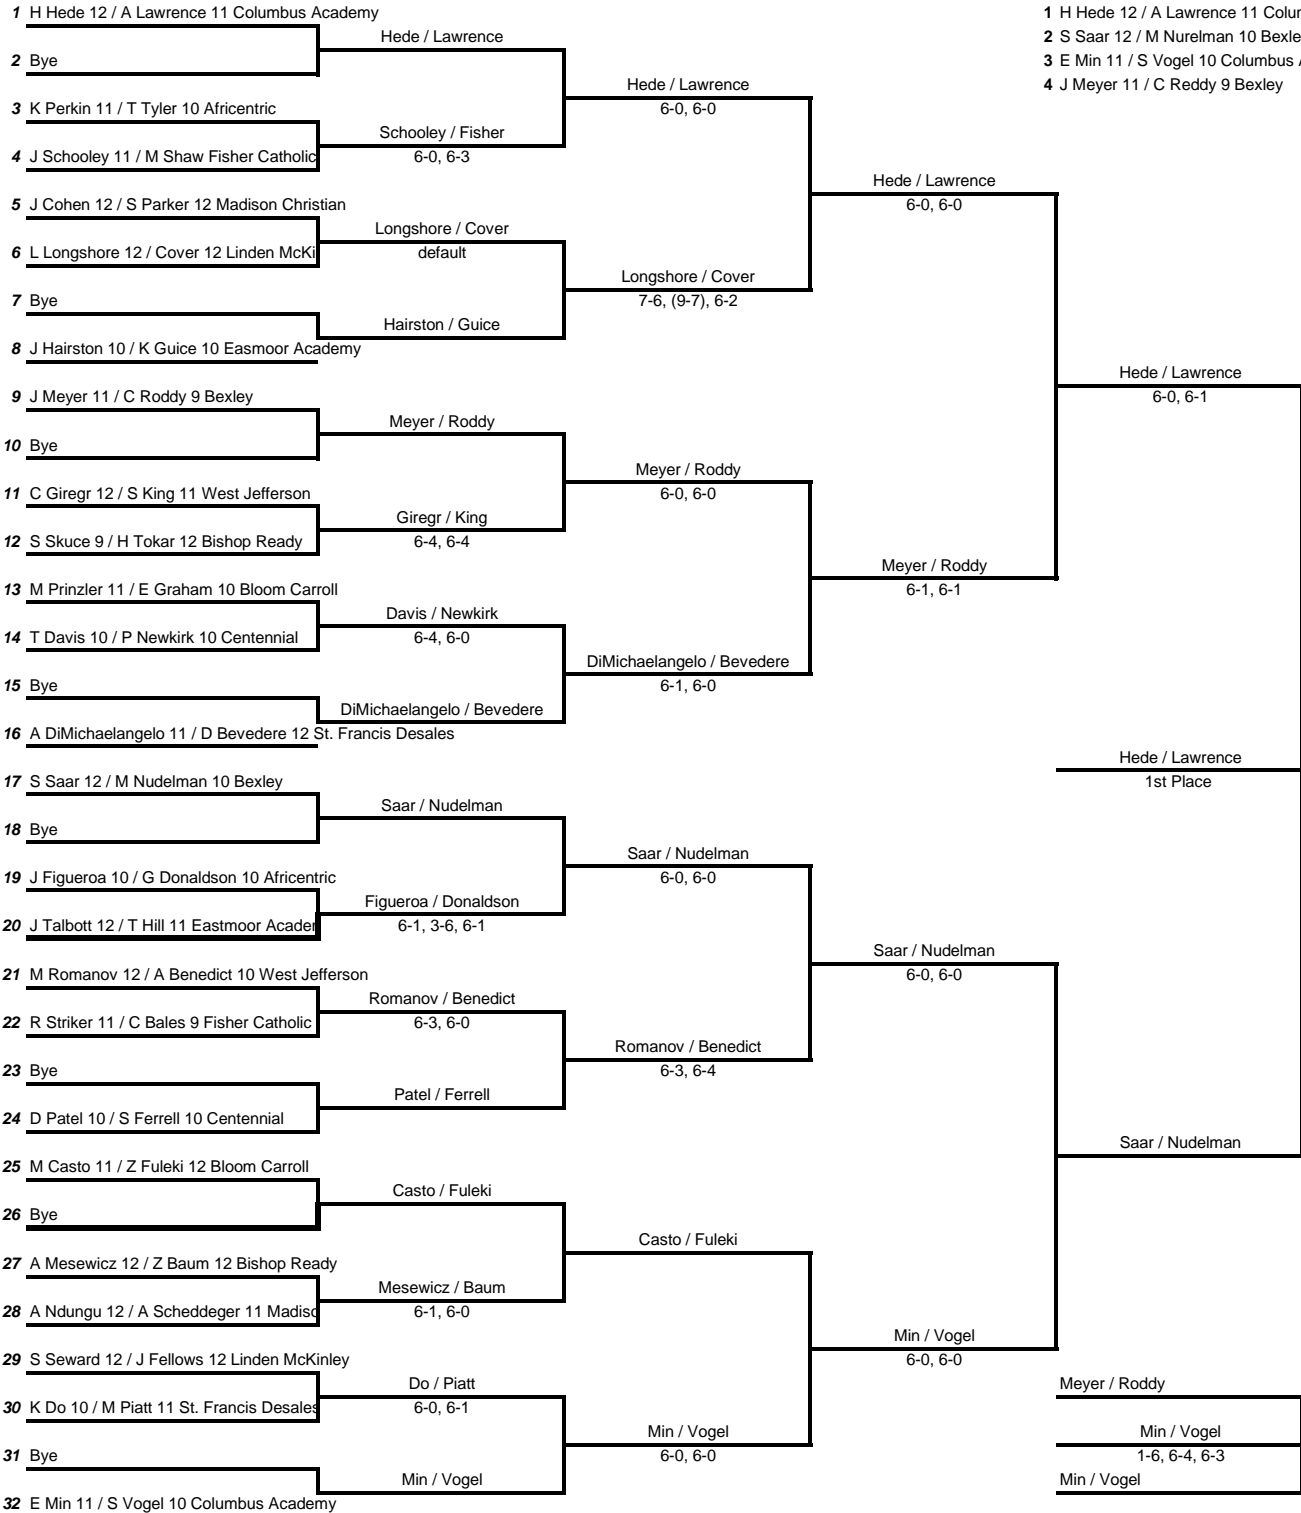 1 H Hede 12 / A Lawrence 11 Columbus Academy
Hede / Lawrence
2 Bye
Hede / Lawrence
6-0, 6-0
3 K Perkin 11 / T Tyler 10 Africentric
Schooley / Fisher
6-0, 6-3
4 J Schooley 11 / M Shaw Fisher Catholic
Hede / Lawrence
6-0, 6-0
5 J Cohen 12 / S Parker 12 Madison Christian
Longshore / Cover
default
6 L Longshore 12 / Cover 12 Linden McKi
Longshore / Cover
7-6, (9-7), 6-2
7 Bye
Hairston / Guice
8 J Hairston 10 / K Guice 10 Easmoor Academy
Hede / Lawrence
6-0, 6-1
9 J Meyer 11 / C Roddy 9 Bexley
Meyer / Roddy
10 Bye
Meyer / Roddy
6-0, 6-0
11 C Giregr 12 / S King 11 West Jefferson
Giregr / King
6-4, 6-4
12 S Skuce 9 / H Tokar 12 Bishop Ready
Meyer / Roddy
6-1, 6-1
13 M Prinzler 11 / E Graham 10 Bloom Carroll
Davis / Newkirk
6-4, 6-0
14 T Davis 10 / P Newkirk 10 Centennial
DiMichaelangelo / Bevedere
6-1, 6-0
15 Bye
DiMichaelangelo / Bevedere
16 A DiMichaelangelo 11 / D Bevedere 12 St. Francis Desales
Hede / Lawrence
1st Place
17 S Saar 12 / M Nudelman 10 Bexley
Saar / Nudelman
18 Bye
Saar / Nudelman
6-0, 6-0
19 J Figueroa 10 / G Donaldson 10 Africentric
Figueroa / Donaldson
6-1, 3-6, 6-1
20 J Talbott 12 / T Hill 11 Eastmoor Acader
Saar / Nudelman
6-0, 6-0
21 M Romanov 12 / A Benedict 10 West Jefferson
Romanov / Benedict
6-3, 6-0
22 R Striker 11 / C Bales 9 Fisher Catholic
Romanov / Benedict
6-3, 6-4
23 Bye
Patel / Ferrell
24 D Patel 10 / S Ferrell 10 Centennial
Saar / Nudelman
25 M Casto 11 / Z Fuleki 12 Bloom Carroll
Casto / Fuleki
26 Bye
Casto / Fuleki
27 A Mesewicz 12 / Z Baum 12 Bishop Ready
Mesewicz / Baum
6-1, 6-0
28 A Ndungu 12 / A Scheddeger 11 Madiso
Min / Vogel
6-0, 6-0
29 S Seward 12 / J Fellows 12 Linden McKinley
Do / Piatt
6-0, 6-1
30 K Do 10 / M Piatt 11 St. Francis Desales
Min / Vogel
6-0, 6-0
31 Bye
Min / Vogel
32 E Min 11 / S Vogel 10 Columbus Academy
Meyer / Roddy
Min / Vogel
1-6, 6-4, 6-3
Min / Vogel
1 H Hede 12 / A Lawrence 11 Colu
2 S Saar 12 / M Nurelman 10 Bexle
3 E Min 11 / S Vogel 10 Columbus
4 J Meyer 11 / C Reddy 9 Bexley